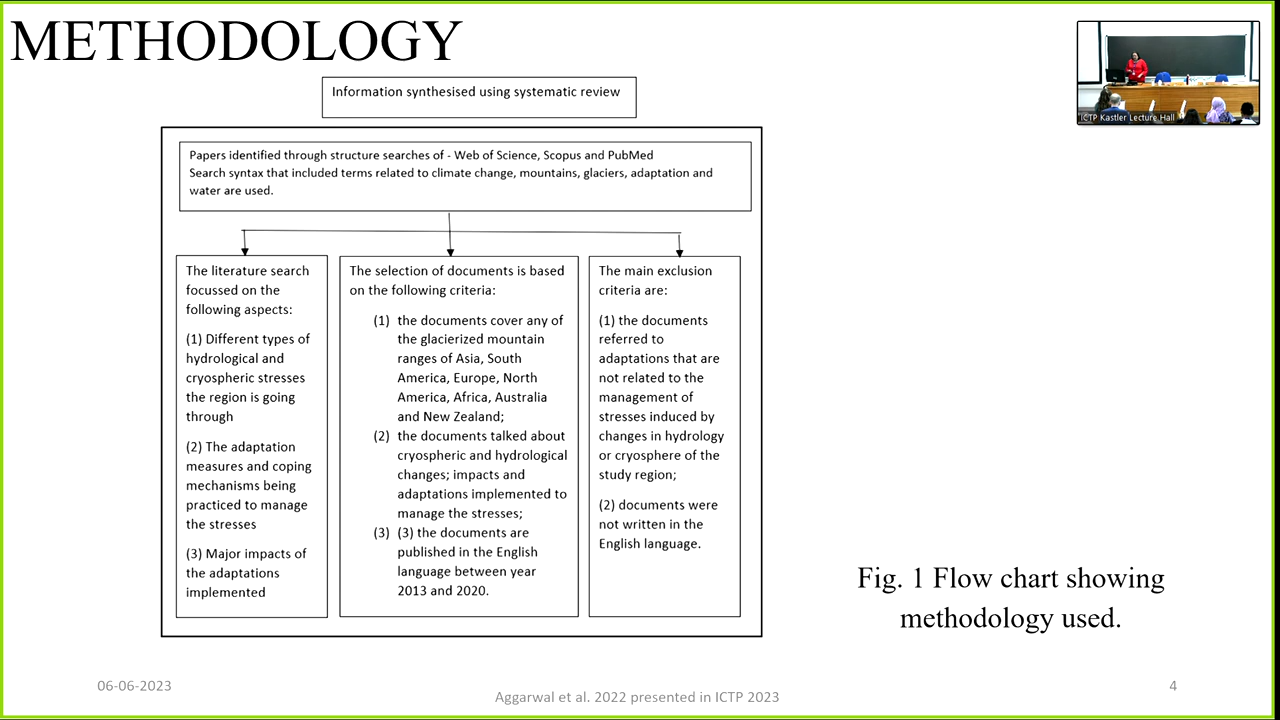 METHODOLOGY
ICTP Kastler Lecture Hall
Information synthesised using systematic review
Papers identified through structure searches of - Web of Science, Scopus and PubMed
Search syntax that included terms related to climate change, mountains, glaciers, adaptation and
water are used.
The literature search
focussed on the
following aspects:
(1) Different types of
hydrological and
cryospheric stresses
the region is going
through
(2) The adaptation
measures and coping
mechanisms being
practiced to manage
the stresses
(3) Major impacts of
the adaptations
implemented
The selection of documents is based
on the following criteria:
(1) the documents cover any of
the glacierized mountain
ranges of Asia, South
America, Europe, North
America, Africa, Australia
and New Zealand;
(2) the documents talked about
cryospheric and hydrological
changes; impacts and
adaptations implemented to
manage the stresses;
(3) (3) the documents are
published in the English
language between year
2013 and 2020.
The main exclusion
criteria are:
(1) the documents
referred to
adaptations that are
not related to the
management of
stresses induced by
changes in hydrology
or cryosphere of the
study region;
(2) documents were
not written in the
English language.
Fig. 1 Flow chart showing
methodology used.
06-06-2023
Aggarwal et al. 2022 presented in ICTP 2023
4